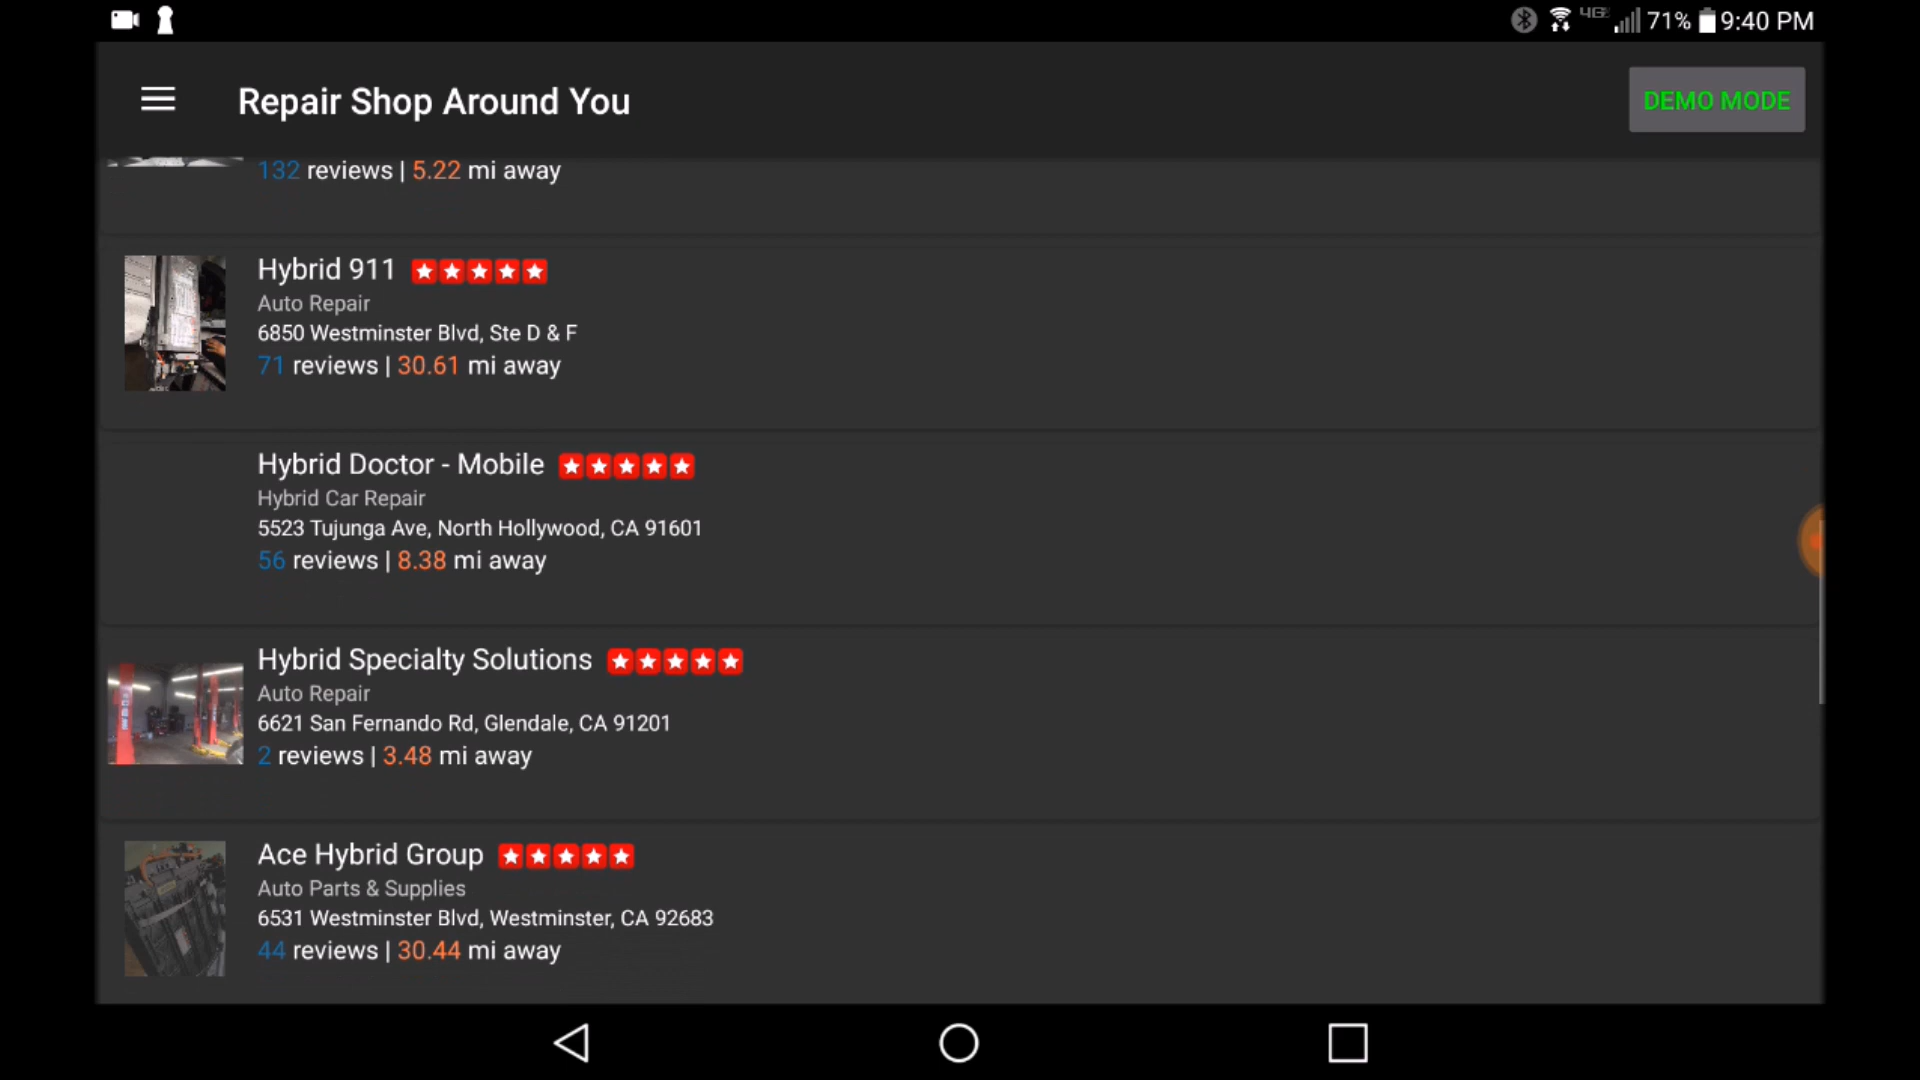 4G 71% 9:40 PM
Repair Shop Around You
DEMO MODE
132 reviews | 5.22 mi away
Hybrid 911
Auto Repair
6850 Westminster Blvd, Ste D & F
71 reviews | 30.61 mi away
Hybrid Doctor - Mobile
Hybrid Car Repair
5523 Tujunga Ave, North Hollywood, CA 91601
56 reviews | 8.38 mi away
Hybrid Specialty Solutions
Auto Repair
6621 San Fernando Rd, Glendale, CA 91201
2 reviews | 3.48 mi away
Ace Hybrid Group
Auto Parts & Supplies
6531 Westminster Blvd, Westminster, CA 92683
44 reviews | 30.44 mi away